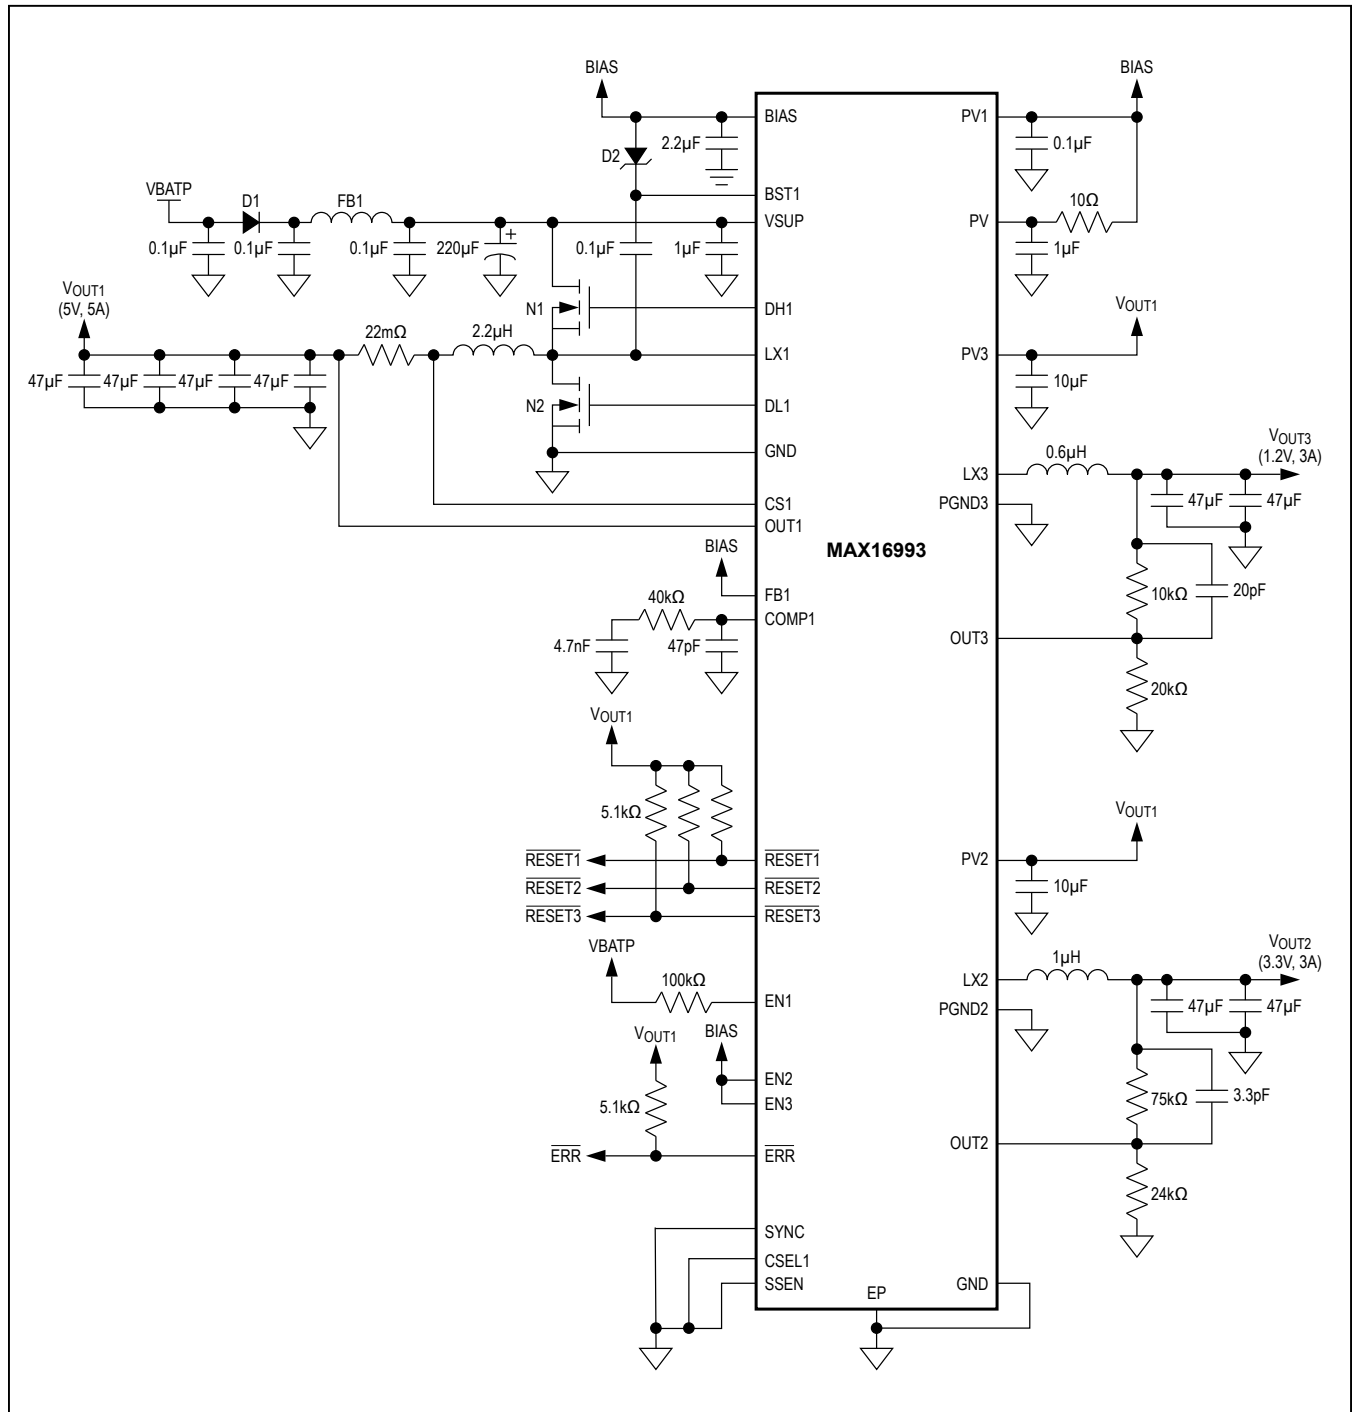 BIAS
BIAS
BIAS
PV1
D2
2.2µF
0.1µF
VBATP
D1
FB1
BST1
VSUP
PV
10Ω
0.1µF
0.1µF
0.1µF
220µF
+
0.1µF
1µF
1µF
VOUT1
(5V, 5A)
N1
DH1
VOUT1
22mΩ
2.2µH
LX1
PV3
47µF
47µF
47µF
47µF
10µF
N2
DL1
GND
0.6µH
VOUT3
(1.2V, 3A)
LX3
CS1
PGND3
47µF
47µF
OUT1
BIAS
MAX16993
FB1
40kΩ
COMP1
10kΩ
20pF
4.7nF
47pF
OUT3
20kΩ
VOUT1
5.1kΩ
VOUT1
RESET1
RESET1
PV2
RESET2
RESET2
10µF
RESET3
RESET3
VBATP
VOUT2
(3.3V, 3A)
1µH
100kΩ
LX2
EN1
PGND2
47µF
47µF
VOUT1
BIAS
EN2
EN3
5.1kΩ
75kΩ
3.3pF
ERR
ERR
OUT2
24kΩ
SYNC
CSEL1
SSEN
EP
GND